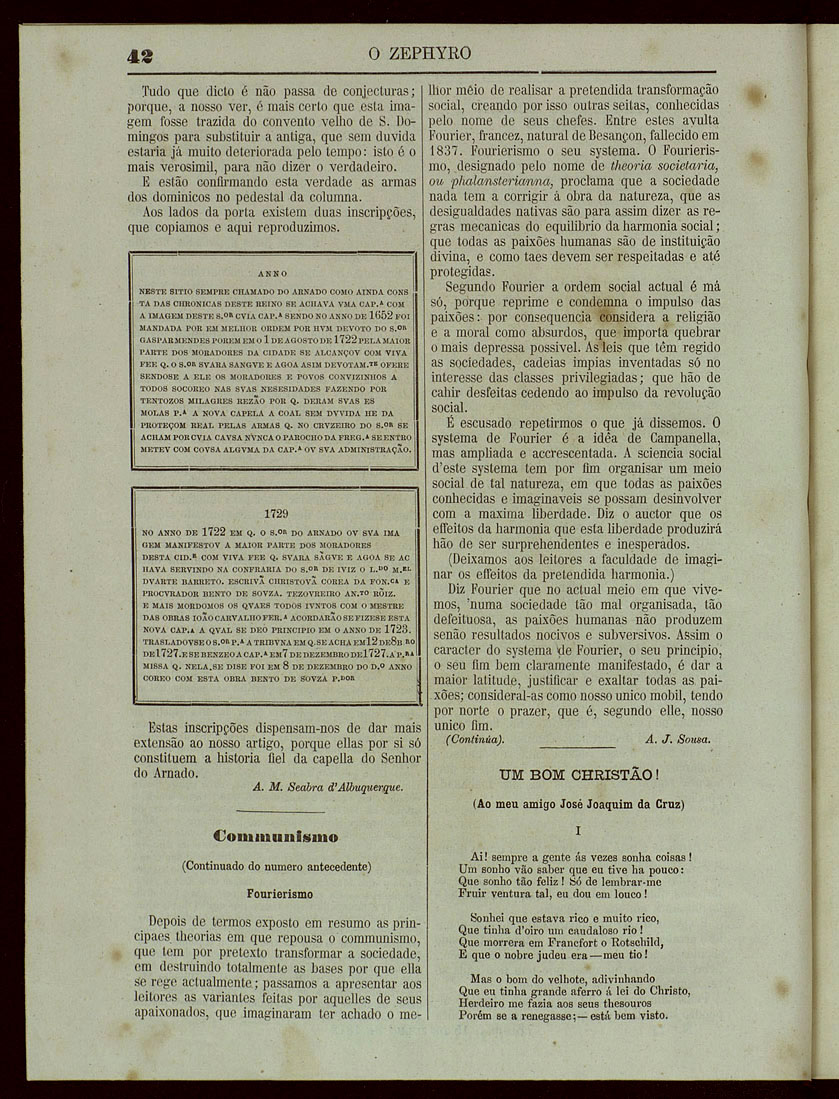 42
O ZEPHYRO
Tudo que dicto é não passa de conjecturas;
porque, a nosso ver, é mais certo que esta ima-
gem fosse trazida do convento velho de S. Do-
mingos para substituir a antiga, que sem duvida
estaria já muito deteriorada pelo tempo: isto é o
mais verosimil, para não dizer o verdadeiro.
E estão confirmando esta verdade as armas
dos dominicos no pedestal da columna.
Aos lados da porta existem duas inscripções,
que copiamos e aqui reproduzimos.
ANNO
NESTE SITIO SEMPRE CHAMADO DO ARNADO COMO AINDA CONS
TA DAS CHRONICAS DESTE REINO SE ACHAVA VMA CAP.ᴬ COM
A IMAGEM DESTE S.ᴼᴿ CVIA CAP.ᴬ SENDO NO ANNO DE 1652 FOI
MANDADA POR EM MELHOR ORDEM POR HVM DEVOTO DO S.ᴼᴿ
GASPARMENDES POREM EM O 1 DE AGOSTO DE 1722 PELA MAIOR
PARTE DOS MORADORES DA CIDADE SE ALCANÇOV COM VIVA
FEE Q. O S.ᴼᴿ SVARA SANGVE E AGOA ASIM DEVOTAM.ᵀᴱ OFERE
SENDOSE A ELE OS MORADORES E POVOS CONVIZINHOS A
TODOS SOCOREO NAS SVAS NESESIDADES FAZENDO POR
TENTOZOS MILAGRES REZÃO POR Q. DERAM SVAS ES
MOLAS P.ᴬ A NOVA CAPELA A COAL SEM DVVIDA HE DA
PROTEÇOM REAL PELAS ARMAS Q. NO CRVZEIRO DO S.ᴼᴿ SE
ACHAM POR CVIA CAVSA NVNCA O PAROCHO DA FREG.ᴬ SE ENTRO
METEV COM COVSA ALGVMA DA CAP.ᴬ OV SVA ADMINISTRAÇÃO.
1729
NO ANNO DE 1722 EM Q. O S.ᴼᴿ DO ARNADO OV SVA IMA
GEM MANIFESTOV A MAIOR PARTE DOS MORADORES
DESTA CID.ᴱ COM VIVA FEE Q. SVARA SÃGVE E AGOA SE AC
HAVA SERVINDO NA CONFRARIA DO S.ᴼᴿ DE IVIZ O L.ᴰᴼ M.ᴱᴸ
DVARTE BARRETO. ESCRIVÃ CHRISTOVÃ COREA DA FON.ᶜᴬ E
PROCVRADOR BENTO DE SOVZA. TEZOVREIRO AN.ᵀᴼ RÕIZ.
E MAIS MORDOMOS OS QVAES TODOS IVNTOS COM O MESTRE
DAS OBRAS IOÃO CARVALHO FER.ᴬ ACORDARÃO SE FIZESE ESTA
NOVA CAP.ᴬ A QVAL SE DEO PRINCIPIO EM O ANNO DE 1723.
TRASLADOVSE O S.ᴼᴿ P.ᴬ A TRIBVNA EM Q. SE ACHA EM 12 DE 8ᴮᴿᴼ
DE 1727. E SE BENZEO A CAP.ᴬ EM 7 DE DEZEMBRO DE 1727. A P.ᴿᴬ
MISSA Q. NELA SE DISE FOI EM 8 DE DEZEMBRO DO D.ᴼ ANNO
COREO COM ESTA OBRA BENTO DE SOVZA P.ᴰᴼᴿ
Estas inscripções dispensam-nos de dar mais
extensão ao nosso artigo, porque ellas por si só
constituem a historia fiel da capella do Senhor
do Arnado.
A. M. Seabra d'Albuquerque.
Communismo
(Continuado do numero antecedente)
Fourierismo
Depois de termos exposto em resumo as prin-
cipaes theorias em que repousa o communismo,
que tem por pretexto transformar a sociedade,
em destruindo totalmente as bases por que ella
se rege actualmente; passamos a apresentar aos
leitores as variantes feitas por aquelles de seus
apaixonados, que imaginaram ter achado o me-
lhor meio de realisar a pretendida transformação
social, creando por isso outras seitas, conhecidas
pelo nome de seus chefes. Entre estes avulta
Fourier, francez, natural de Besançon, fallecido em
1837. Fourierismo o seu systema. O Fourieris-
mo, designado pelo nome de theoria societaria,
ou phalansterianna, proclama que a sociedade
nada tem a corrigir á obra da natureza, que as
desigualdades nativas são para assim dizer as re-
gras mecanicas do equilibrio da harmonia social;
que todas as paixões humanas são de instituição
divina, e como taes devem ser respeitadas e até
protegidas.
Segundo Fourier a ordem social actual é má
só, porque reprime e condemna o impulso das
paixões: por consequencia considera a religião
e a moral como absurdos, que importa quebrar
o mais depressa possivel. As leis que têm regido
as sociedades, cadeias impias inventadas só no
interesse das classes privilegiadas; que hão de
cahir desfeitas cedendo ao impulso da revolução
social.
É escusado repetirmos o que já dissemos. O
systema de Fourier é a idêa de Campanella,
mas ampliada e accrescentada. A sciencia social
d'este systema tem por fim organisar um meio
social de tal natureza, em que todas as paixões
conhecidas e imaginaveis se possam desinvolver
com a maxima liberdade. Diz o auctor que os
effeitos da harmonia que esta liberdade produzirá
hão de ser surprehendentes e inesperados.
(Deixamos aos leitores a faculdade de imagi-
nar os effeitos da pretendida harmonia.)
Diz Fourier que no actual meio em que vive-
mos, 'numa sociedade tão mal organisada, tão
defeituosa, as paixões humanas não produzem
senão resultados nocivos e subversivos. Assim o
caracter do systema de Fourier, o seu principio,
o seu fim bem claramente manifestado, é dar a
maior latitude, justificar e exaltar todas as pai-
xões; consideral-as como nosso unico mobil, tendo
por norte o prazer, que é, segundo elle, nosso
unico fim.
(Continúa). A. J. Sousa.
UM BOM CHRISTÃO!
(Ao meu amigo José Joaquim da Cruz)
I
Ai! sempre a gente ás vezes sonha coisas!
Um sonho vão saber que eu tive ha pouco:
Que sonho tão feliz! Só de lembrar-me
Fruir ventura tal, eu dou em louco!
Sonhei que estava rico e muito rico,
Que tinha d'oiro um caudaloso rio!
Que morrera em Francfort o Rotschild,
E que o nobre judeu era—meu tio!
Mas o bom do velhote, adivinhando
Que eu tinha grande aferro á lei do Christo,
Herdeiro me fazia aos seus thesouros
Porém se a renegasse;—está bem visto.